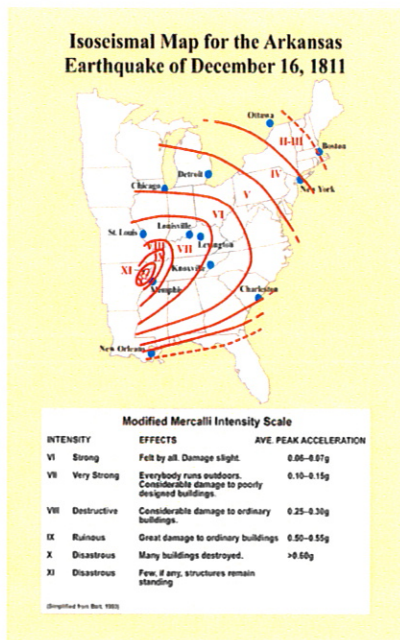 Isoseismal Map for the Arkansas
Earthquake of December 16, 1811
Ottawa
II-III
Boston
Detroit
IV
New York
Chicago
V
VI
St. Louis
Louisville
VIII
VII
Lexington
IX
XI
Knoxville
Memphis
Charleston
New Orleans
Modified Mercalli Intensity Scale
INTENSITY EFFECTS AVE. PEAK ACCELERATION
VI Strong Felt by all. Damage slight. 0.06–0.07g
VII Very Strong Everybody runs outdoors. 0.10–0.15g
Considerable damage to poorly
designed buildings.
VIII Destructive Considerable damage to ordinary 0.25–0.30g
buildings.
IX Ruinous Great damage to ordinary buildings 0.50–0.55g
X Disastrous Many buildings destroyed. >0.60g
XI Disastrous Few, if any, structures remain
standing
(Simplified from Bolt, 1993)